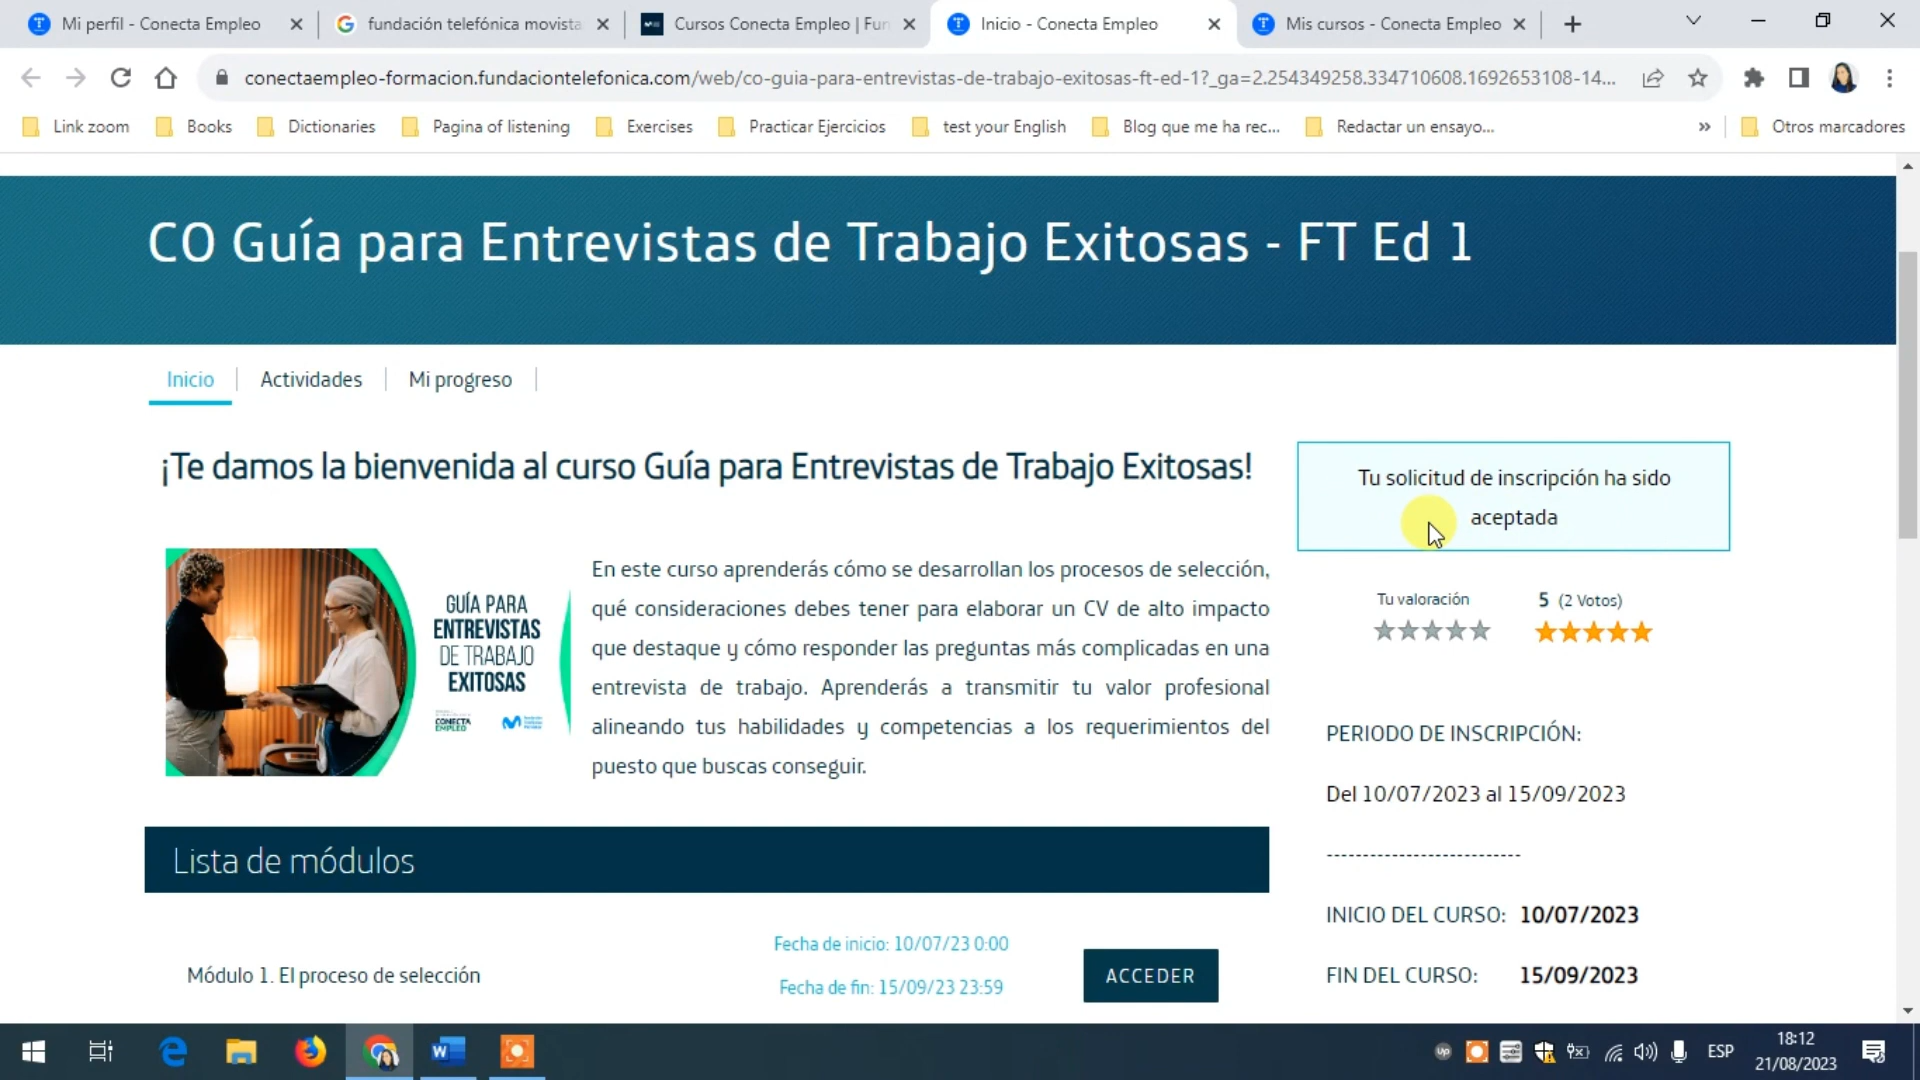 Mi perfil - Conecta Empleo
fundación telefónica movista
Cursos Conecta Empleo | Fun
Inicio - Conecta Empleo
Mis cursos - Conecta Empleo
conectaempleo-formacion.fundaciontelefonica.com/web/co-guia-para-entrevistas-de-trabajo-exitosas-ft-ed-1?_ga=2.254349258.334710608.1692653108-14...
Link zoom
Books
Dictionaries
Pagina of listening
Exercises
Practicar Ejercicios
test your English
Blog que me ha rec...
Redactar un ensayo...
»
Otros marcadores
CO Guía para Entrevistas de Trabajo Exitosas - FT Ed 1
Inicio
Actividades
Mi progreso
¡Te damos la bienvenida al curso Guía para Entrevistas de Trabajo Exitosas!
GUÍA PARA
ENTREVISTAS
DE TRABAJO
EXITOSAS
CONECTA
EMPLEO
En este curso aprenderás cómo se desarrollan los procesos de selección,
qué consideraciones debes tener para elaborar un CV de alto impacto
que destaque y cómo responder las preguntas más complicadas en una
entrevista de trabajo. Aprenderás a transmitir tu valor profesional
alineando tus habilidades y competencias a los requerimientos del
puesto que buscas conseguir.
Tu solicitud de inscripción ha sido
aceptada
Tu valoración
5 (2 Votos)
PERIODO DE INSCRIPCIÓN:
Del 10/07/2023 al 15/09/2023
---------------------------
INICIO DEL CURSO: 10/07/2023
FIN DEL CURSO: 15/09/2023
Lista de módulos
Módulo 1. El proceso de selección
Fecha de inicio: 10/07/23 0:00
Fecha de fin: 15/09/23 23:59
ACCEDER
Up
ESP
18:12
21/08/2023